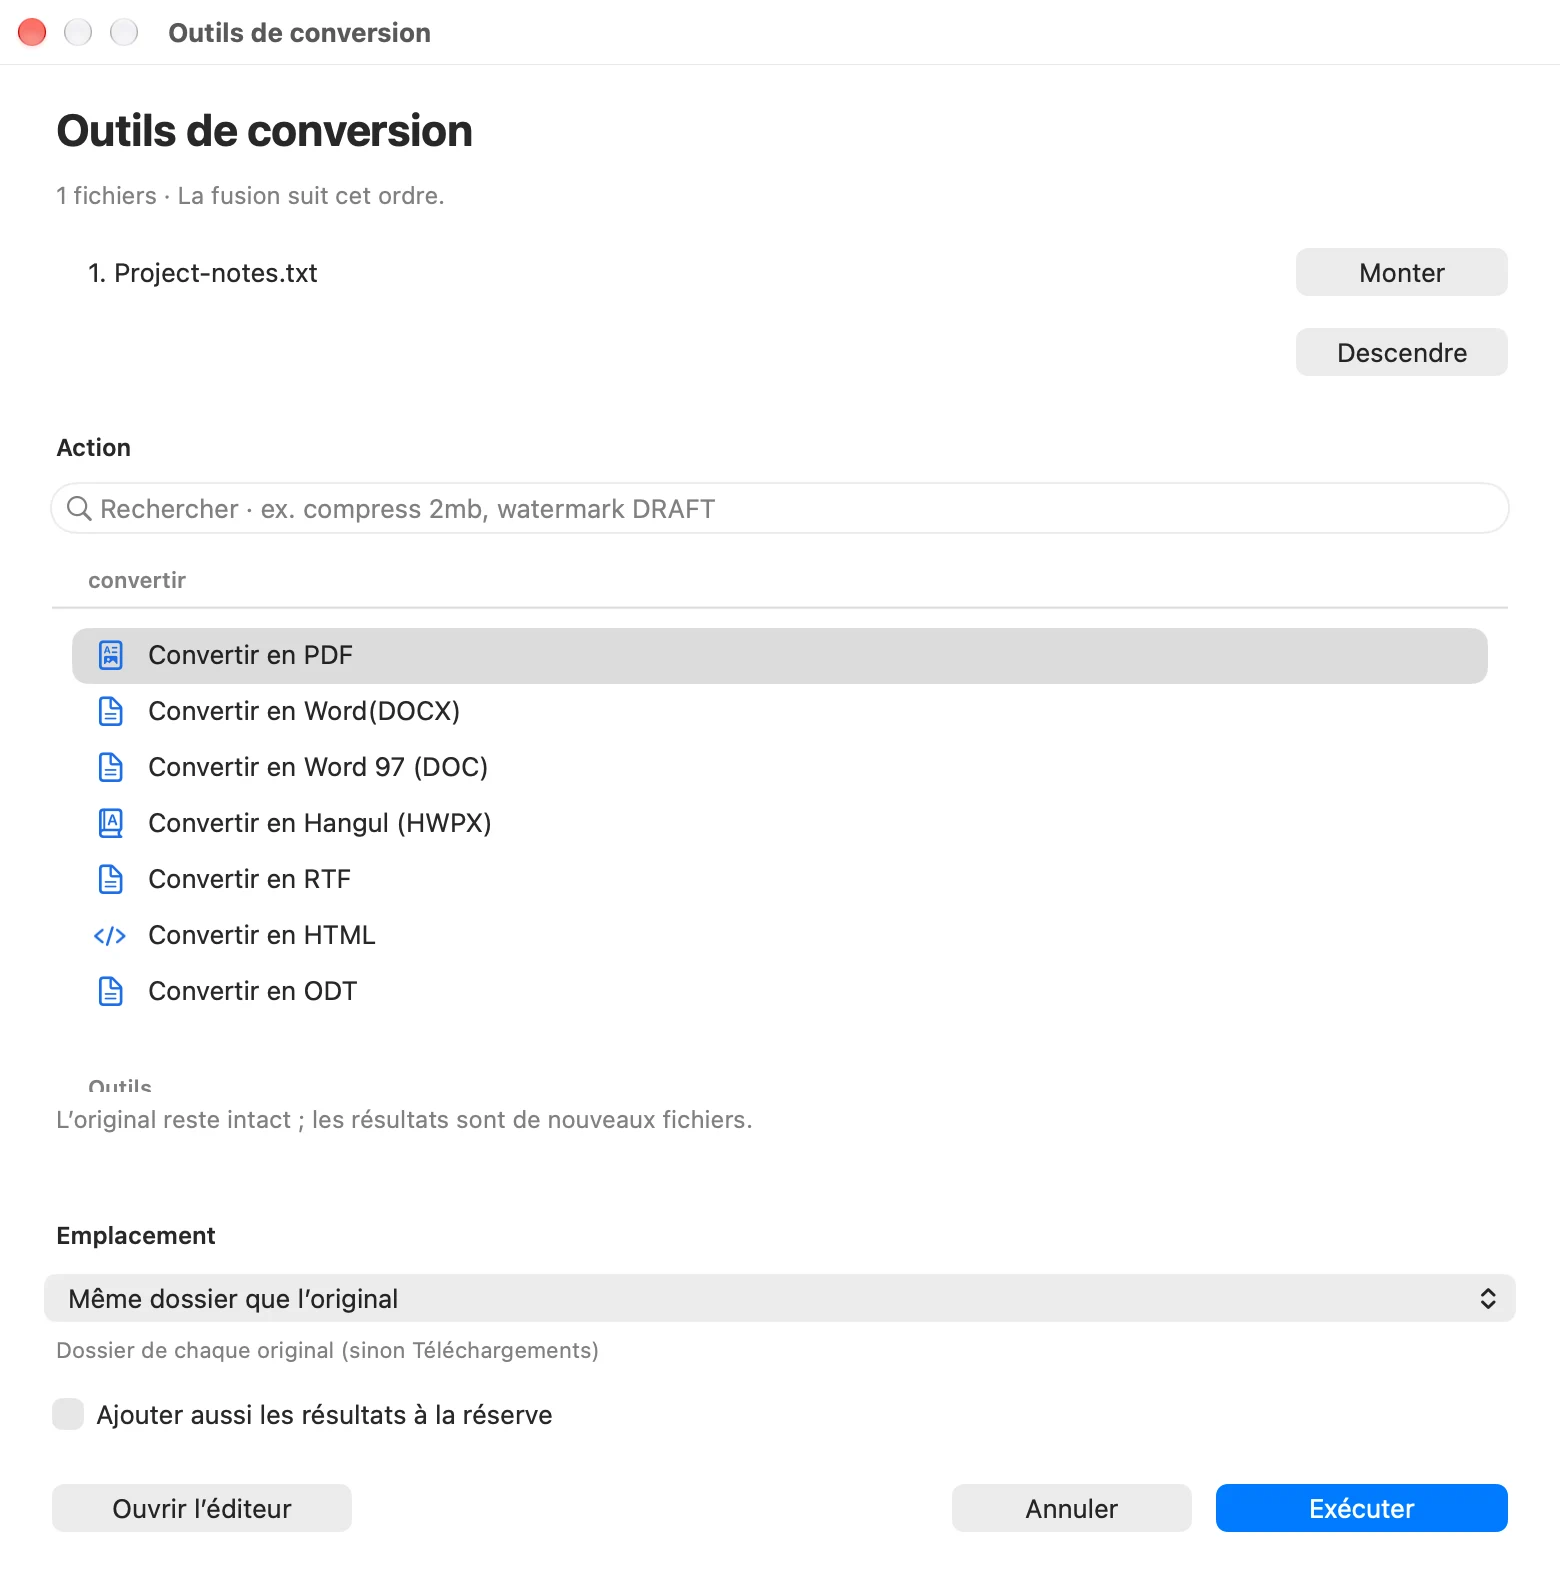 Outils de conversion
Outils de conversion
1 fichiers · La fusion suit cet ordre.
1. Project-notes.txt
Monter
Descendre
Action
Rechercher · ex. compress 2mb, watermark DRAFT
convertir
Convertir en PDF
Convertir en Word(DOCX)
Convertir en Word 97 (DOC)
Convertir en Hangul (HWPX)
Convertir en RTF
Convertir en HTML
Convertir en ODT
Outils
L’original reste intact ; les résultats sont de nouveaux fichiers.
Emplacement
Même dossier que l’original
Dossier de chaque original (sinon Téléchargements)
Ajouter aussi les résultats à la réserve
Ouvrir l’éditeur
Annuler
Exécuter